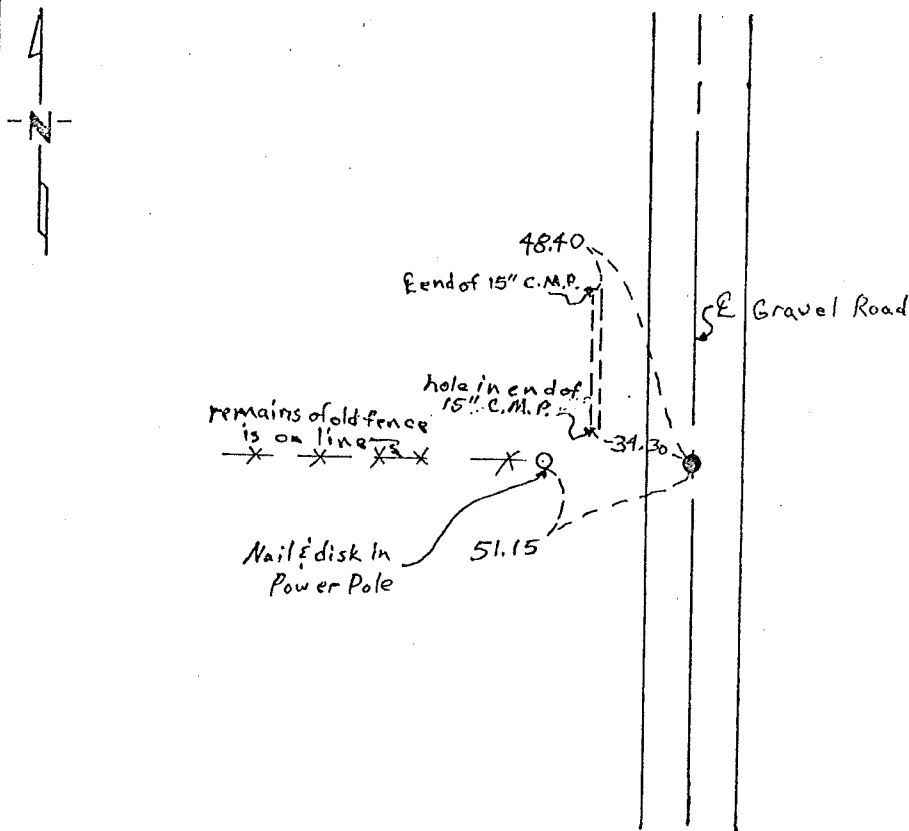 N
48.40
℄ end of 15" C.M.P.
℄ Gravel Road
hole in end of
15" C.M.P.
remains of old fence
is on line
34.30
Nail & disk in
Power Pole
51.15